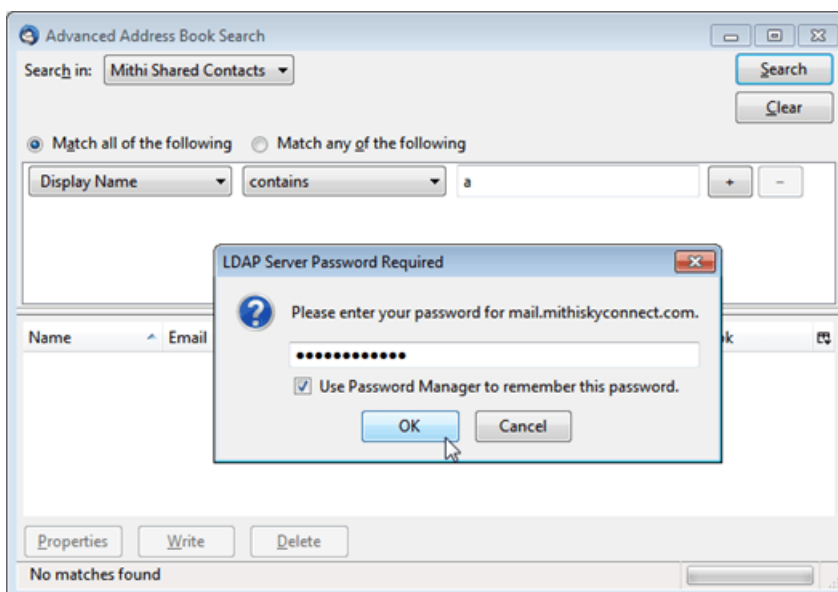 Advanced Address Book Search
Search in: Mithi Shared Contacts
Search
Clear
Match all of the following Match any of the following
Display Name contains a + -
LDAP Server Password Required
Please enter your password for mail.mithiskyconnect.com.
Use Password Manager to remember this password.
OK Cancel
Name Email
Properties Write Delete
No matches found